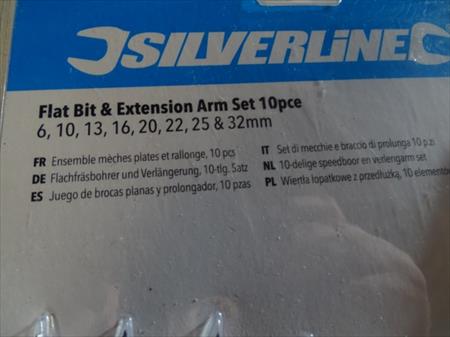 SILVERLINE
Flat Bit & Extension Arm Set 10pce
6, 10, 13, 16, 20, 22, 25 & 32mm
FR Ensemble mèches plates et rallonge, 10 pcs
DE Flachfräsbohrer und Verlängerung, 10-tlg. Satz
ES Juego de brocas planas y prolongador, 10 pzas
IT Set di mecchie e braccio di prolunga 10 pzi
NL 10-delige speedboor en verlengarm set
PL Wiertła łopatkowe z przedłużką, 10 elemento